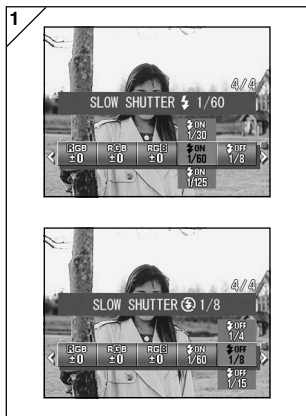 1
4/4
SLOW SHUTTER 1/60
ON
1/30
RGB ±0 RGB ±0 RGB ±0 ON 1/60 OFF 1/8
ON
1/125
4/4
SLOW SHUTTER 1/8
OFF
1/4
RGB ±0 RGB ±0 RGB ±0 ON 1/60 OFF 1/8
OFF
1/15